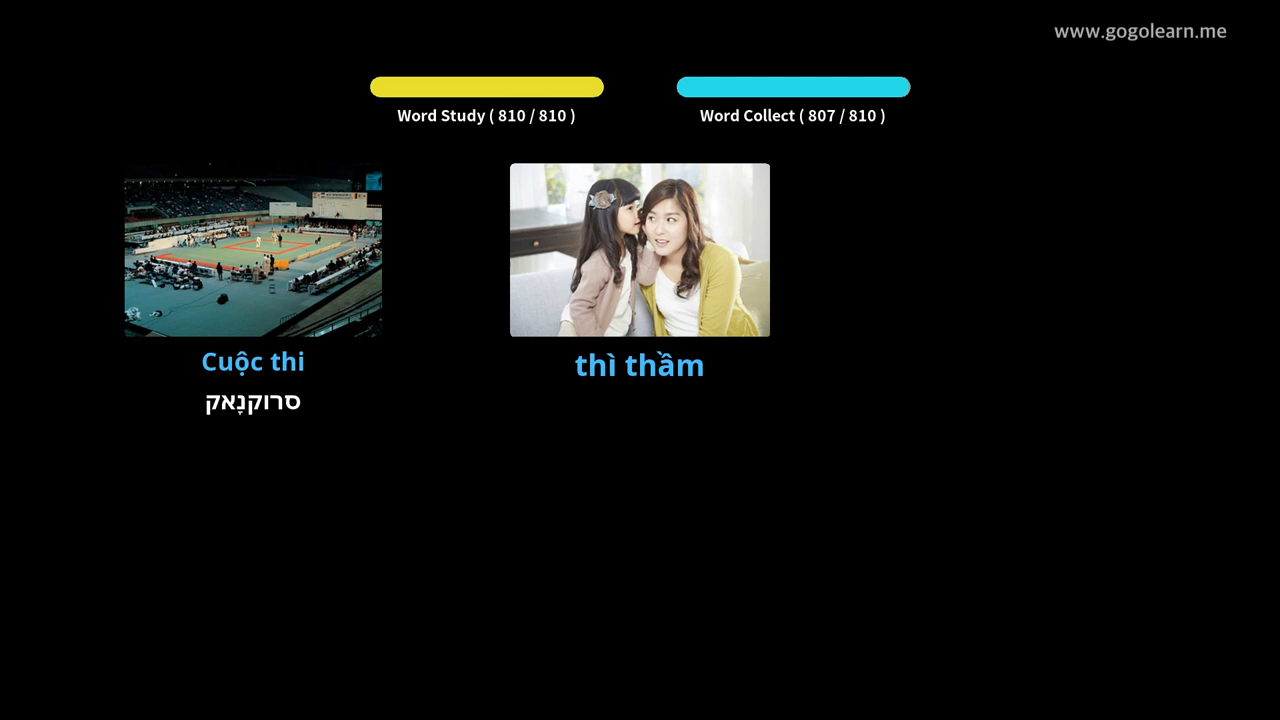 www.gogolearn.me
Word Study ( 810 / 810 )
Word Collect ( 807 / 810 )
Cuộc thi
סרוקנָאק
thì thầm